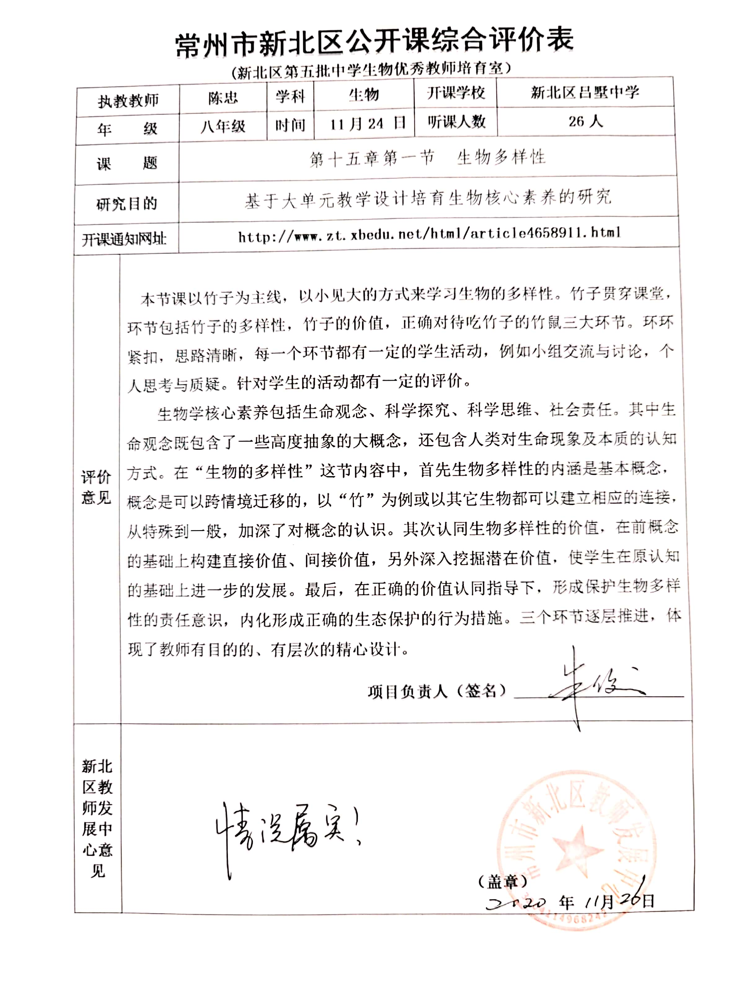 常州市新北区公开课综合评价表
(新北区第五批中学生物优秀教师培育室)
执教教师 陈忠 学科 生物 开课学校 新北区吕墅中学
年 级 八年级 时间 11月24 日 听课人数 26人
课 题 第十五章第一节 生物多样性
研究目的 基于大单元教学设计培育生物核心素养的研究
开课通知网址 http://www.zt.xbedu.net/html/article4658911.html
本节课以竹子为主线，以小见大的方式来学习生物的多样性。竹子贯穿课堂，
环节包括竹子的多样性，竹子的价值，正确对待吃竹子的竹鼠三大环节。环环
紧扣，思路清晰，每一个环节都有一定的学生活动，例如小组交流与讨论，个
人思考与质疑。针对学生的活动都有一定的评价。
生物学核心素养包括生命观念、科学探究、科学思维、社会责任。其中生
命观念既包含了一些高度抽象的大概念，还包含人类对生命现象及本质的认知
方式。在“生物的多样性”这节内容中，首先生物多样性的内涵是基本概念，
概念是可以跨情境迁移的，以“竹”为例或以其它生物都可以建立相应的连接，
从特殊到一般，加深了对概念的认识。其次认同生物多样性的价值，在前概念
的基础上构建直接价值、间接价值，另外深入挖掘潜在价值，使学生在原认知
的基础上进一步的发展。最后，在正确的价值认同指导下，形成保护生物多样
性的责任意识，内化形成正确的生态保护的行为措施。三个环节逐层推进，体
现了教师有目的的、有层次的精心设计。
评价
意见
项目负责人（签名） 朱俊
新北
区教
师发
展中
心意
见
情况属实！
常州市新北区教师发展中心
（盖章）
2020 年 11月26日